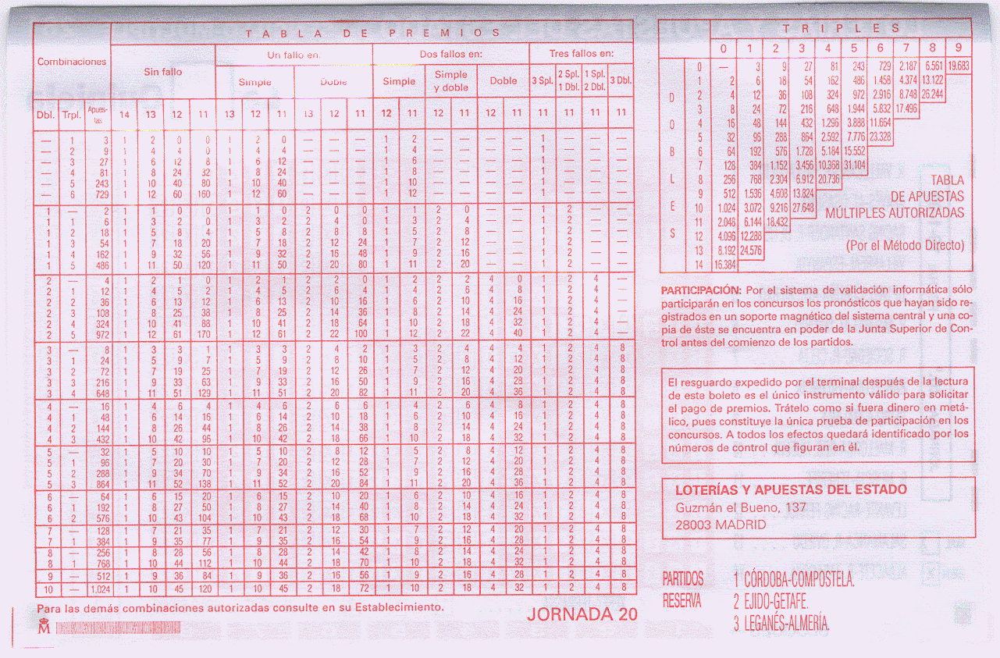 TABLA DE PREMIOS
Combinaciones
Sin fallo
Un fallo en:
Dos fallos en:
Tres fallos en:
Simple Doble Simple Simple y doble Doble 3 Spl. 2 Spl. 1 Dbl. 1 Spl. 2 Dbl. 3 Dbl.
Dbl. Trpl. Apues-tas 14 13 12 11 13 12 11 13 12 11 12 11 12 11 12 11 11 11 11 11
— 1 3 1 2 0 0 1 2 0 — — — 1 2 — — — — 1 — — —
— 2 9 1 4 4 0 1 4 4 — — — 1 4 — — — — 1 — — —
— 3 27 1 6 12 8 1 6 12 — — — 1 6 — — — — 1 — — —
— 4 81 1 8 24 32 1 8 24 — — — 1 8 — — — — 1 — — —
— 5 243 1 10 40 80 1 10 40 — — — 1 10 — — — — 1 — — —
— 6 729 1 12 60 160 1 12 60 — — — 1 12 — — — — 1 — — —
1 — 2 1 1 0 0 1 1 0 2 0 0 1 1 2 0 — — 1 2 — —
1 1 6 1 3 2 0 1 3 2 2 4 0 1 3 2 4 — — 1 2 — —
1 2 18 1 5 8 4 1 5 8 2 8 8 1 5 2 8 — — 1 2 — —
1 3 54 1 7 18 20 1 7 18 2 12 24 1 7 2 12 — — 1 2 — —
1 4 162 1 9 32 56 1 9 32 2 16 48 1 9 2 16 — — 1 2 — —
1 5 486 1 11 50 120 1 11 50 2 20 80 1 11 2 20 — — 1 2 — —
2 — 4 1 2 1 0 1 2 1 2 2 0 1 2 2 2 4 0 1 2 4 —
2 1 12 1 4 5 2 1 4 5 2 6 4 1 4 2 6 4 8 1 2 4 —
2 2 36 1 6 13 12 1 6 13 2 10 16 1 6 2 10 4 16 1 2 4 —
2 3 108 1 8 25 38 1 8 25 2 14 36 1 8 2 14 4 24 1 2 4 —
2 4 324 1 10 41 88 1 10 41 2 18 64 1 10 2 18 4 32 1 2 4 —
2 5 972 1 12 61 170 1 12 61 2 22 100 1 12 2 22 4 40 1 2 4 —
3 — 8 1 3 3 1 1 3 3 2 4 2 1 3 2 4 4 4 1 2 4 8
3 1 24 1 5 9 7 1 5 9 2 8 10 1 5 2 8 4 12 1 2 4 8
3 2 72 1 7 19 25 1 7 19 2 12 26 1 7 2 12 4 20 1 2 4 8
3 3 216 1 9 33 63 1 9 33 2 16 50 1 9 2 16 4 28 1 2 4 8
3 4 648 1 11 51 129 1 11 51 2 20 82 1 11 2 20 4 36 1 2 4 8
4 — 16 1 4 6 4 1 4 6 2 6 6 1 4 2 6 4 8 1 2 4 8
4 1 48 1 6 14 16 1 6 14 2 10 18 1 6 2 10 4 16 1 2 4 8
4 2 144 1 8 26 44 1 8 26 2 14 38 1 8 2 14 4 24 1 2 4 8
4 3 432 1 10 42 96 1 10 42 2 18 66 1 10 2 18 4 32 1 2 4 8
5 — 32 1 5 10 10 1 5 10 2 8 12 1 5 2 8 4 12 1 2 4 8
5 1 96 1 7 20 30 1 7 20 2 12 28 1 7 2 12 4 20 1 2 4 8
5 2 288 1 9 34 70 1 9 34 2 16 52 1 9 2 16 4 28 1 2 4 8
5 3 864 1 11 52 138 1 11 52 2 20 84 1 11 2 20 4 36 1 2 4 8
6 — 64 1 6 15 20 1 6 15 2 10 20 1 6 2 10 4 16 1 2 4 8
6 1 192 1 8 27 50 1 8 27 2 14 40 1 8 2 14 4 24 1 2 4 8
6 2 576 1 10 43 104 1 10 43 2 18 68 1 10 2 18 4 32 1 2 4 8
7 — 128 1 7 21 35 1 7 21 2 12 30 1 7 2 12 4 20 1 2 4 8
7 1 384 1 9 35 77 1 9 35 2 16 54 1 9 2 16 4 28 1 2 4 8
8 — 256 1 8 28 56 1 8 28 2 14 42 1 8 2 14 4 24 1 2 4 8
8 1 768 1 10 44 112 1 10 44 2 18 70 1 10 2 18 4 32 1 2 4 8
9 — 512 1 9 36 84 1 9 36 2 16 56 1 9 2 16 4 28 1 2 4 8
10 — 1.024 1 10 45 120 1 10 45 2 18 72 1 10 2 18 4 32 1 2 4 8
Para las demás combinaciones autorizadas consulte en su Establecimiento.
JORNADA 20
TRIPLES
0 1 2 3 4 5 6 7 8 9
DOBLES
0 — 3 9 27 81 243 729 2.187 6.561 19.683
1 2 6 18 54 162 486 1.458 4.374 13.122
2 4 12 36 108 324 972 2.916 8.748 26.244
3 8 24 72 216 648 1.944 5.832 17.496
4 16 48 144 432 1.296 3.888 11.664
5 32 96 288 864 2.592 7.776 23.328
6 64 192 576 1.728 5.184 15.552
7 128 384 1.152 3.456 10.368 31.104
8 256 768 2.304 6.912 20.736
9 512 1.536 4.608 13.824
10 1.024 3.072 9.216 27.648
11 2.048 6.144 18.432
12 4.096 12.288
13 8.192 24.576
14 16.384
TABLA
DE APUESTAS
MÚLTIPLES AUTORIZADAS
(Por el Método Directo)
PARTICIPACIÓN: Por el sistema de validación informática sólo
participarán en los concursos los pronósticos que hayan sido re-
gistrados en un soporte magnético del sistema central y una co-
pia de éste se encuentra en poder de la Junta Superior de Con-
trol antes del comienzo de los partidos.
El resguardo expedido por el terminal después de la lectura
de este boleto es el único instrumento válido para solicitar
el pago de premios. Trátelo como si fuera dinero en metá-
lico, pues constituye la única prueba de participación en los
concursos. A todos los efectos quedará identificado por los
números de control que figuran en él.
LOTERÍAS Y APUESTAS DEL ESTADO
Guzmán el Bueno, 137
28003 MADRID
PARTIDOS 1 CÓRDOBA-COMPOSTELA.
RESERVA 2 EJIDO-GETAFE.
3 LEGANÉS-ALMERÍA.